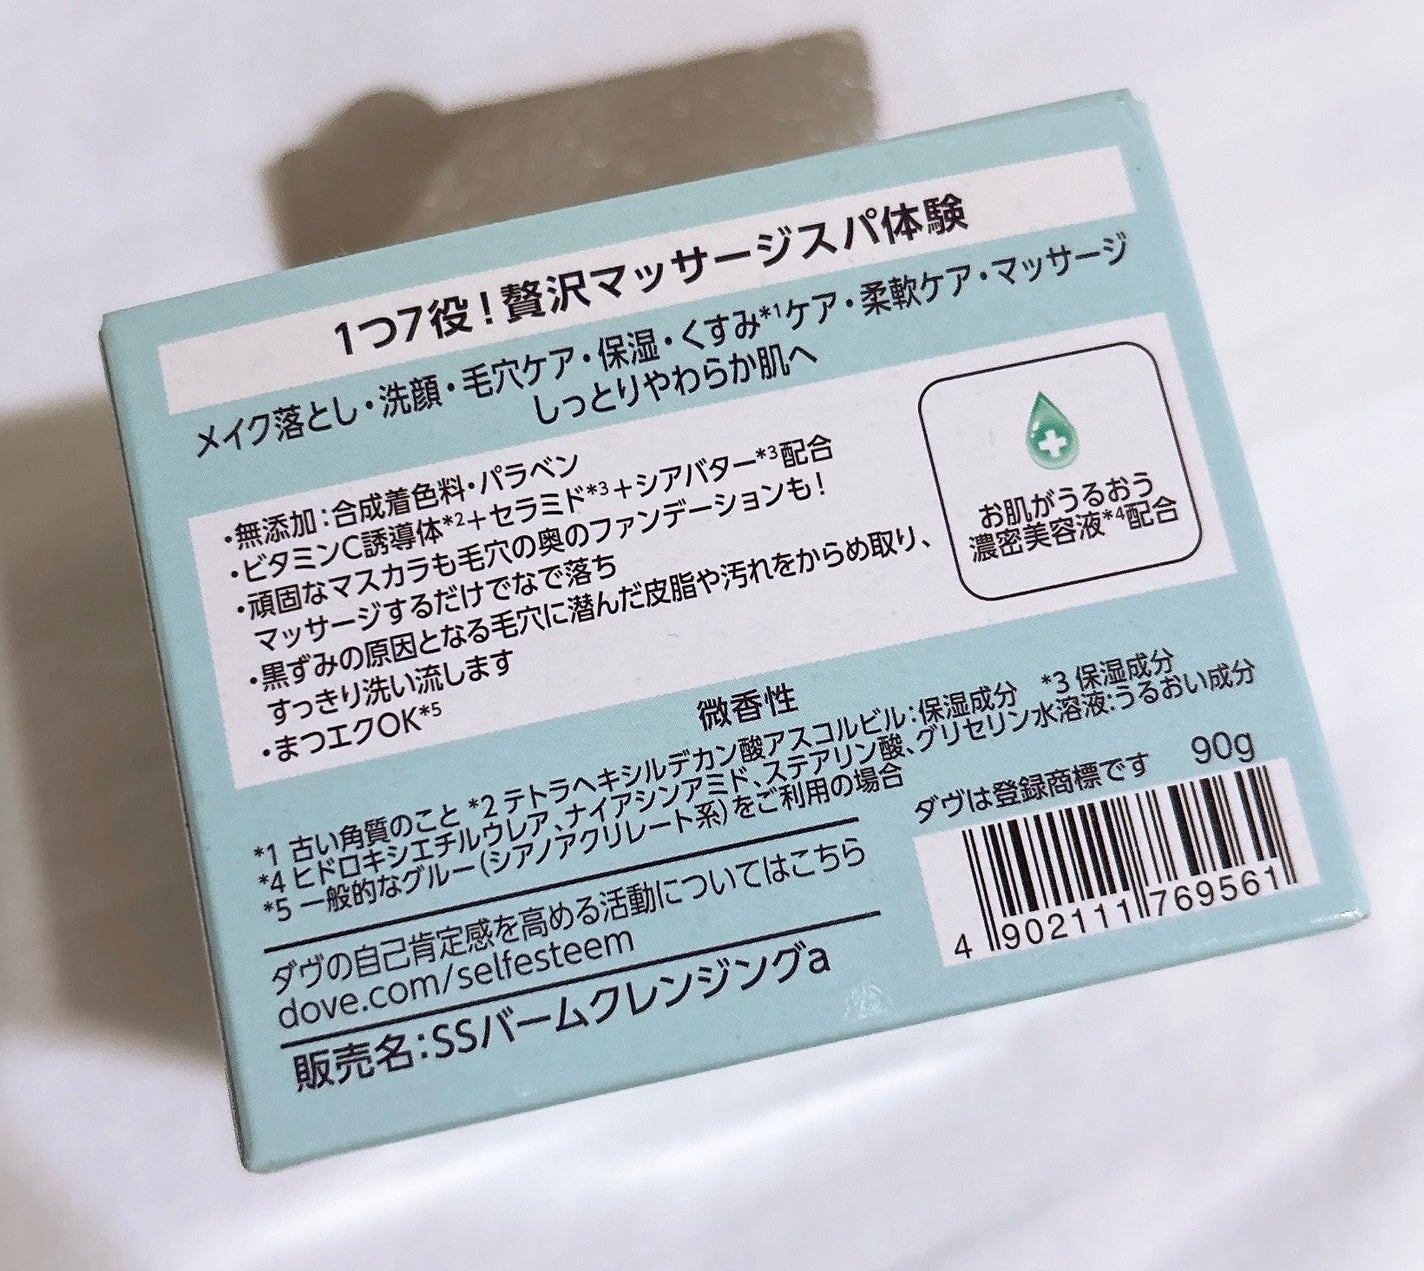 1つ7役！贅沢マッサージスパ体験
メイク落とし・洗顔・毛穴ケア・保湿・くすみ*1ケア・柔軟ケア・マッサージ
しっとりやわらか肌へ
・無添加：合成着色料・パラベン
・ビタミンC誘導体*2＋セラミド*3＋シアバター*3配合
・頑固なマスカラも毛穴の奥のファンデーションも！
マッサージするだけでなで落ち
・黒ずみの原因となる毛穴に潜んだ皮脂や汚れをからめ取り、
すっきり洗い流します
・まつエクOK*5
お肌がうるおう
濃密美容液*4配合
微香性
*1 古い角質のこと *2 テトラヘキシルデカン酸アスコルビル：保湿成分 *3 保湿成分
*4 ヒドロキシエチルウレア、ナイアシンアミド、ステアリン酸、グリセリン水溶液：うるおい成分
*5 一般的なグルー（シアノアクリレート系）をご利用の場合
ダヴは登録商標です 90g
ダヴの自己肯定感を高める活動についてはこちら
dove.com/selfesteem
販売名：SSバームクレンジングa
4 902111 769561